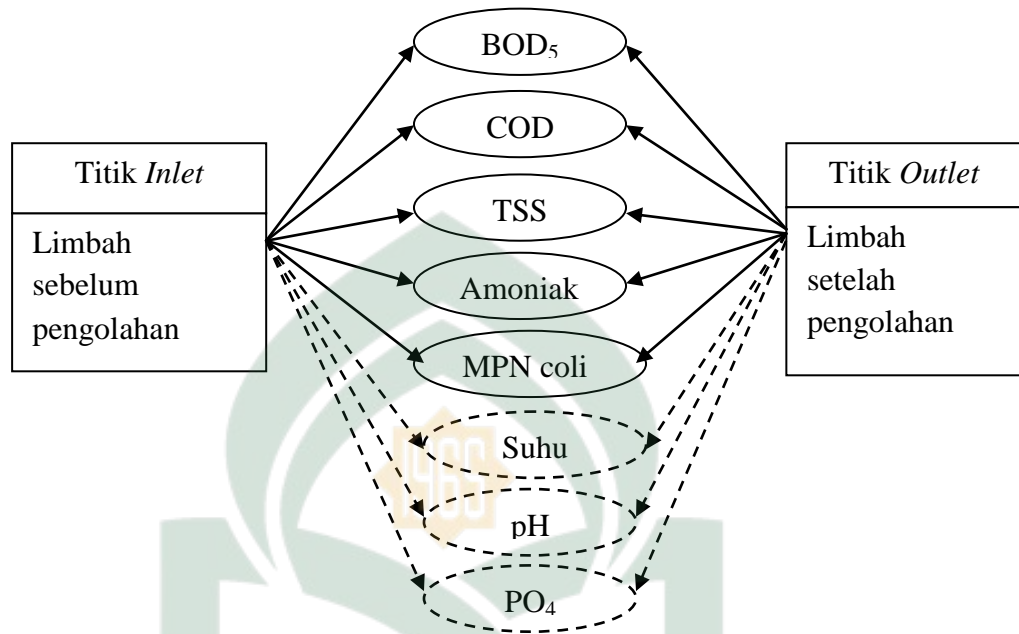 BOD₅
COD
Titik Inlet
Titik Outlet
TSS
Limbah
sebelum
pengolahan
Limbah
setelah
pengolahan
Amoniak
MPN coli
Suhu
pH
PO₄